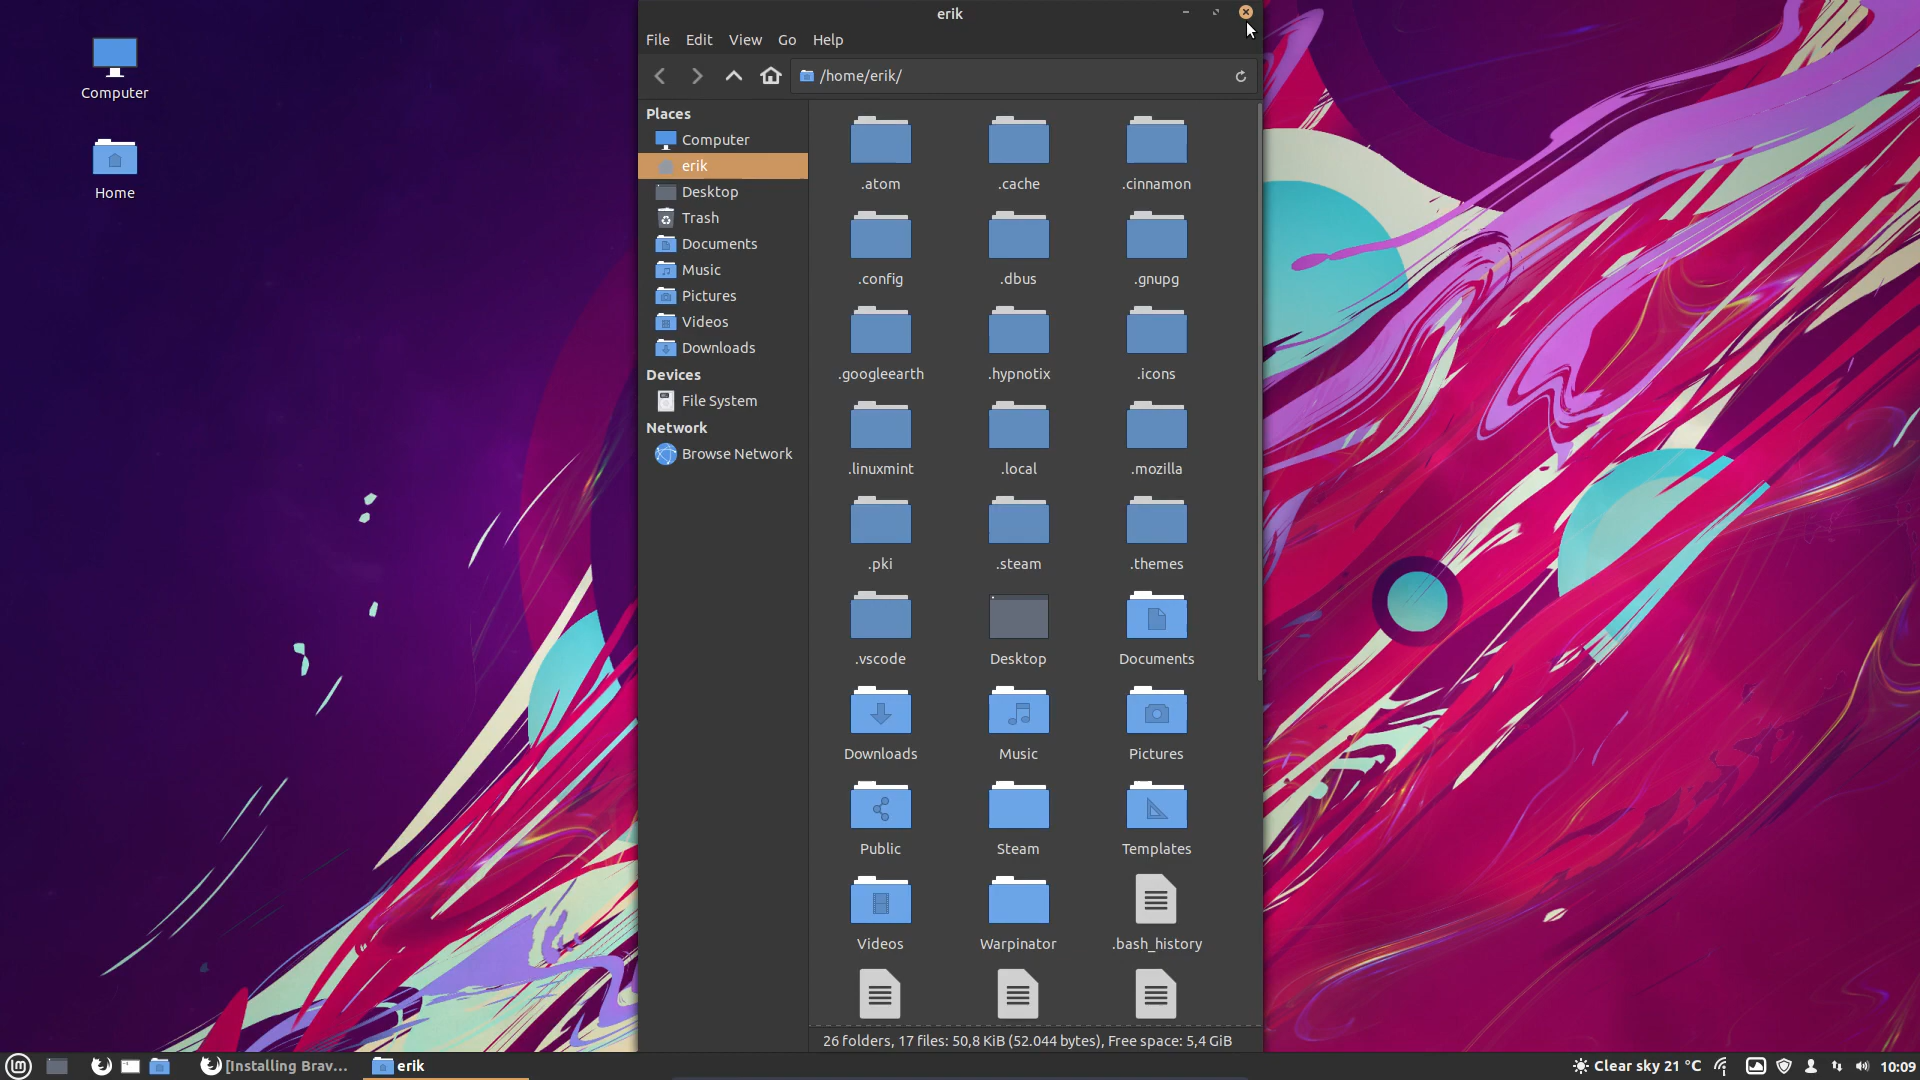 Computer
Home
erik
File Edit View Go Help
/home/erik/
Places
Computer
erik
Desktop
Trash
Documents
Music
Pictures
Videos
Downloads
Devices
File System
Network
Browse Network
.atom .cache .cinnamon
.config .dbus .gnupg
.googleearth .hypnotix .icons
.linuxmint .local .mozilla
.pki .steam .themes
.vscode Desktop Documents
Downloads Music Pictures
Public Steam Templates
Videos Warpinator .bash_history
26 folders, 17 files: 50,8 KiB (52.044 bytes), Free space: 5,4 GiB
lm [Installing Brav... erik Clear sky 21 °C 10:09